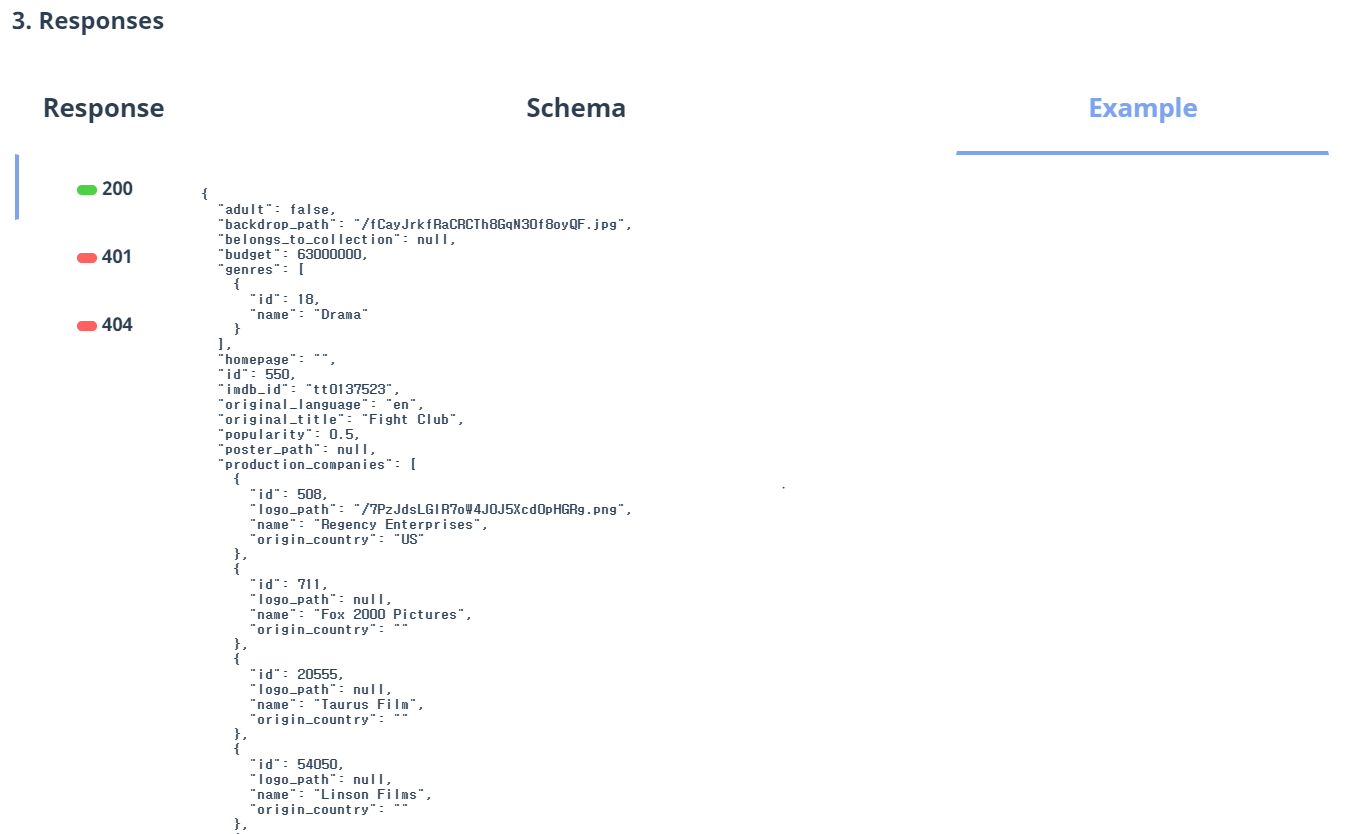 3. Responses
Response Schema Example
200
401
404
{
"adult": false,
"backdrop_path": "/fCayJrkfRaCRCTh8GqN30f8oyQF.jpg",
"belongs_to_collection": null,
"budget": 63000000,
"genres": [
{
"id": 18,
"name": "Drama"
}
],
"homepage": "",
"id": 550,
"imdb_id": "tt0137523",
"original_language": "en",
"original_title": "Fight Club",
"popularity": 0.5,
"poster_path": null,
"production_companies": [
{
"id": 508,
"logo_path": "/7PzJdsLGlR7oW4J0J5Xcd0pHGRg.png",
"name": "Regency Enterprises",
"origin_country": "US"
},
{
"id": 711,
"logo_path": null,
"name": "Fox 2000 Pictures",
"origin_country": ""
},
{
"id": 20555,
"logo_path": null,
"name": "Taurus Film",
"origin_country": ""
},
{
"id": 54050,
"logo_path": null,
"name": "Linson Films",
"origin_country": ""
},